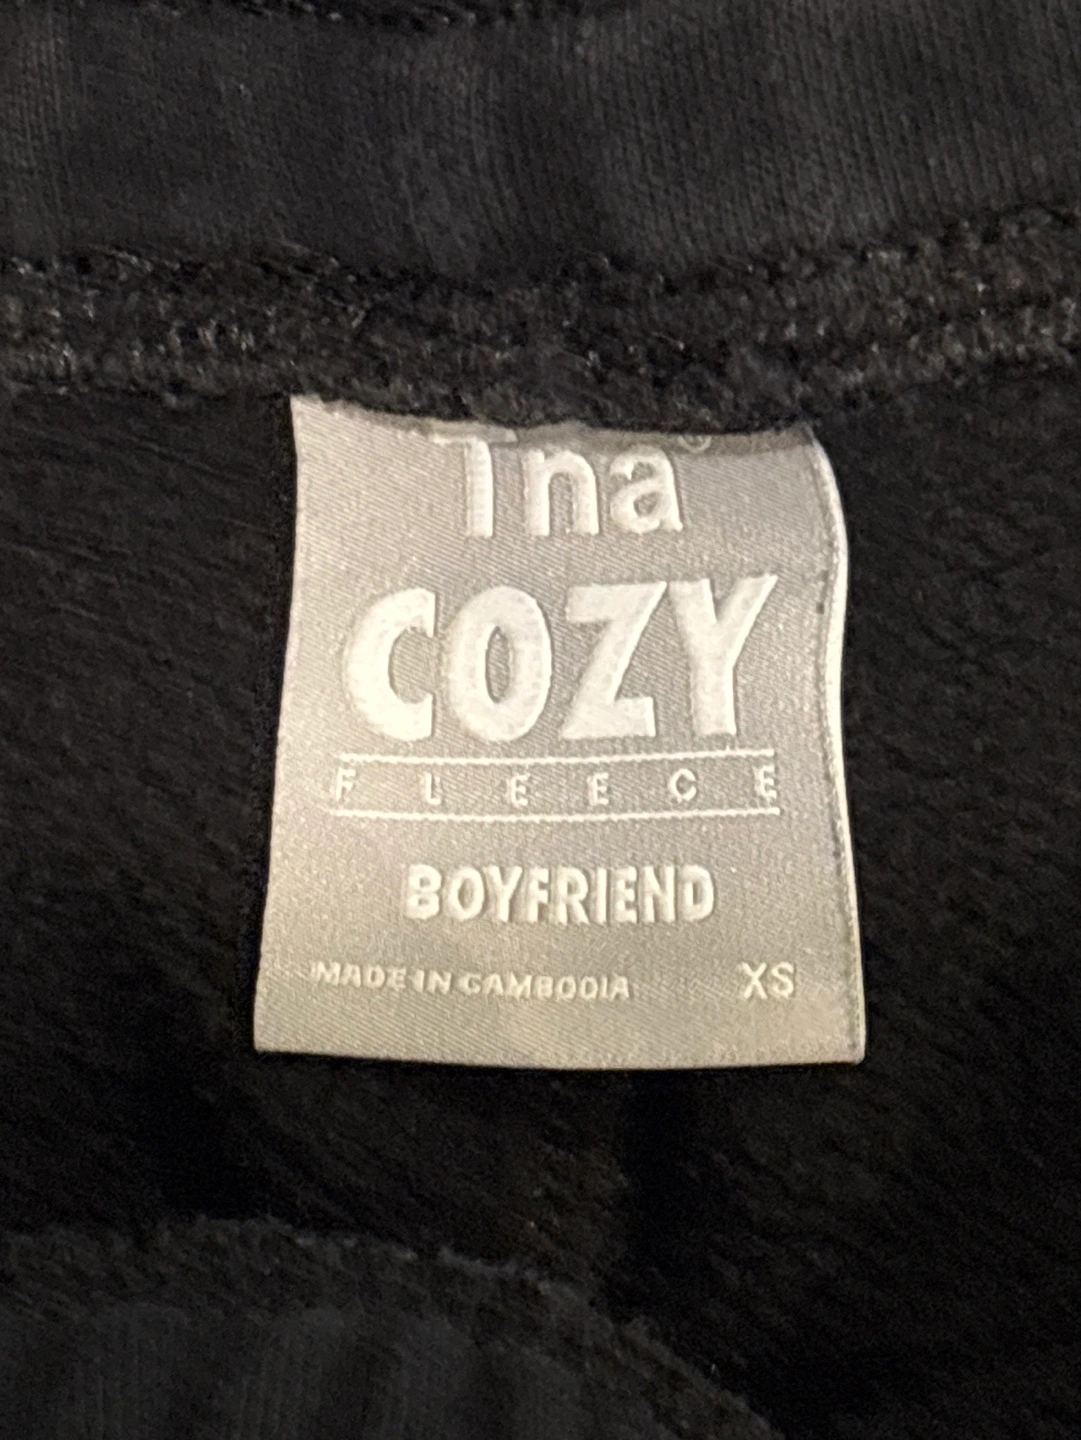 Tna®
COZY
FLEECE
BOYFRIEND
MADE IN CAMBODIA XS